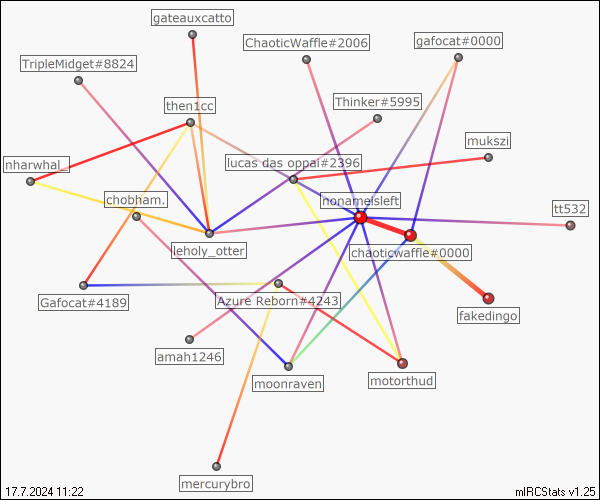 gateauxcatto
ChaoticWaffle#2006
gafocat#0000
TripleMidget#8824
then1cc
Thinker#5995
mukszi
nharwhal_
lucas das oppai#2396
chobham.
nonameisleft
tt532
leholy_otter
chaoticwaffle#0000
Gafocat#4189
Azure Reborn#4243
fakedingo
amah1246
moonraven
motorthud
mercurybro
17.7.2024 11:22
mIRCStats v1.25